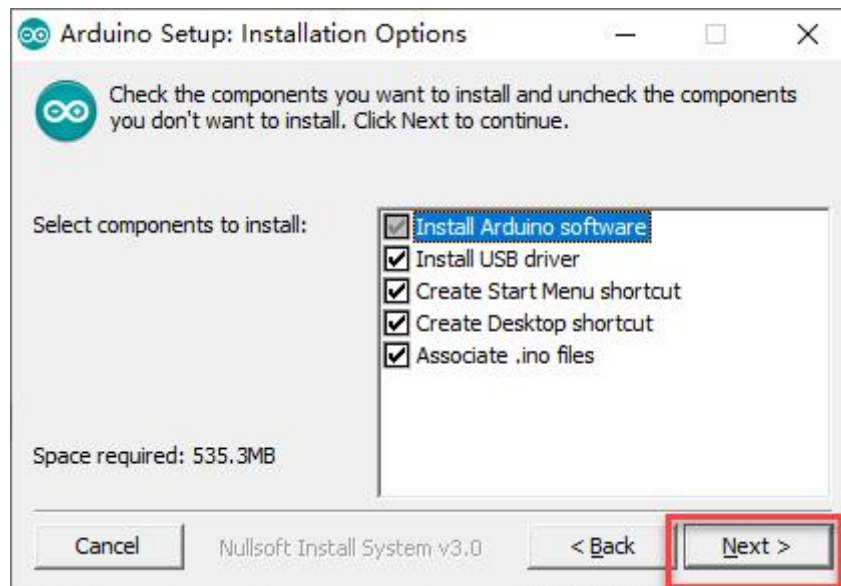 Arduino Setup: Installation Options
Check the components you want to install and uncheck the components
you don't want to install. Click Next to continue.
Select components to install:
Install Arduino software
Install USB driver
Create Start Menu shortcut
Create Desktop shortcut
Associate .ino files
Space required: 535.3MB
Cancel
Nullsoft Install System v3.0
< Back
Next >